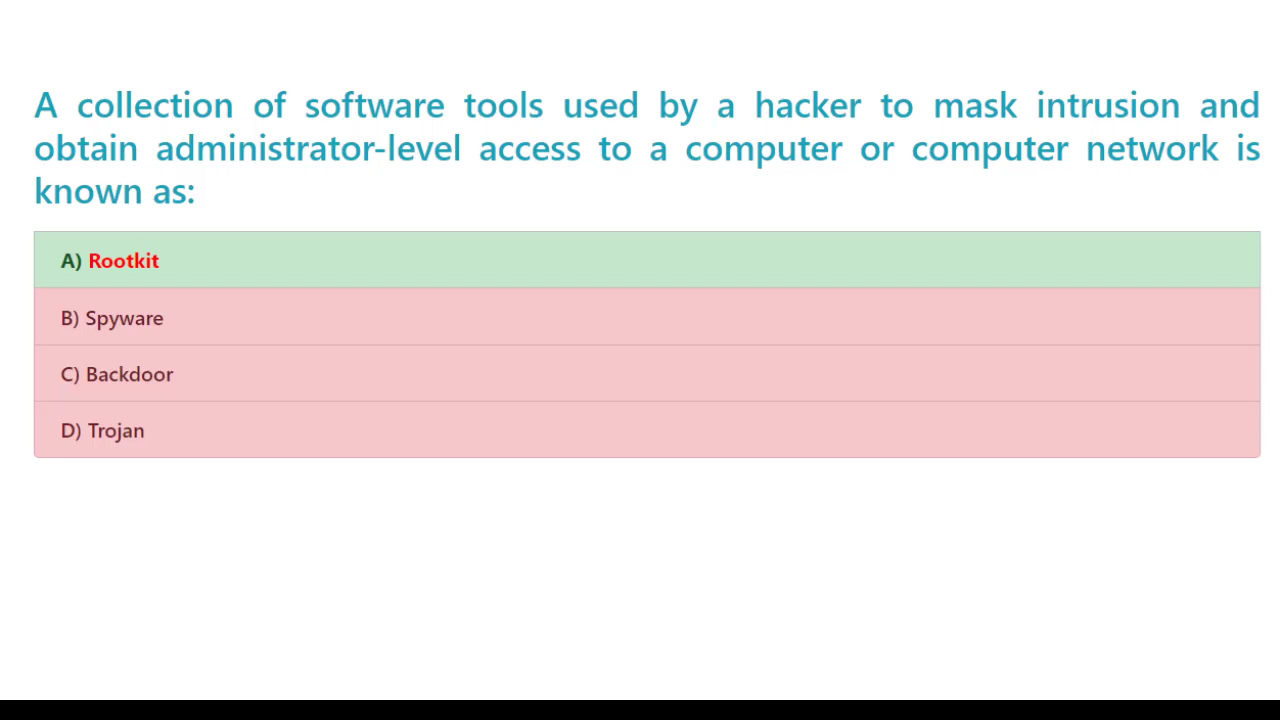 A collection of software tools used by a hacker to mask intrusion and
obtain administrator-level access to a computer or computer network is
known as:
A) Rootkit
B) Spyware
C) Backdoor
D) Trojan